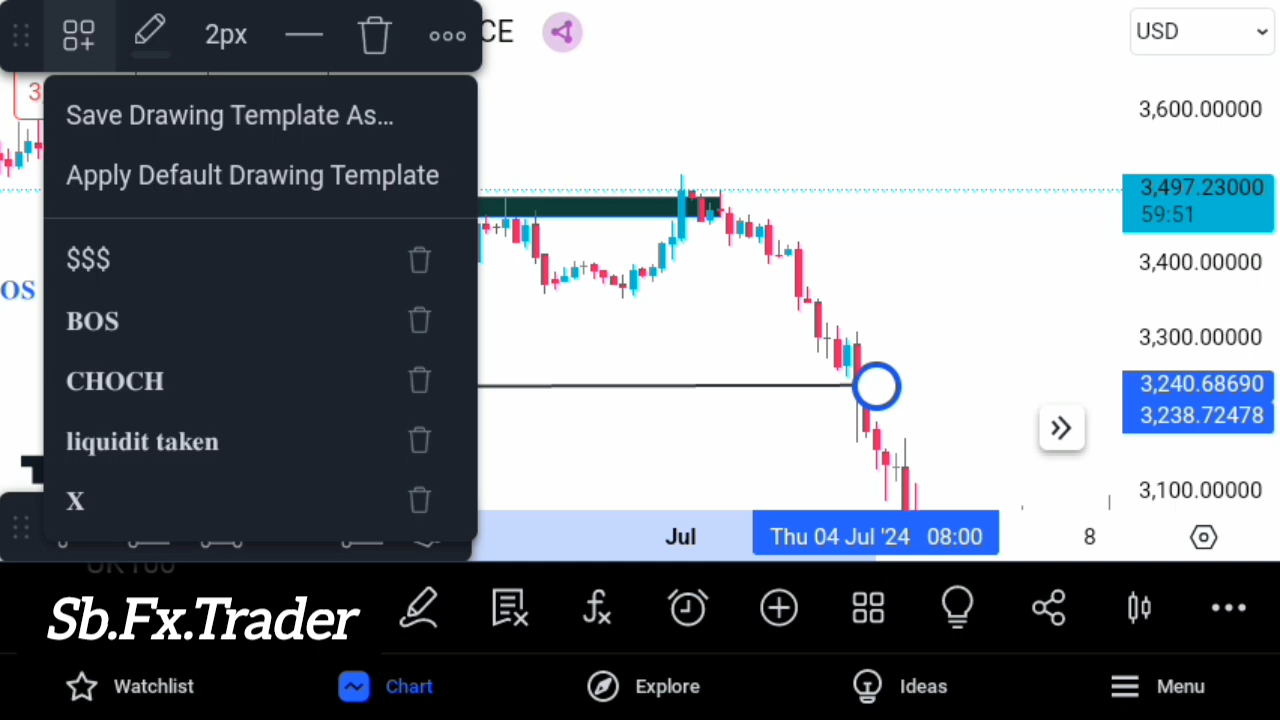 2px
CE
USD
3
Save Drawing Template As...
Apply Default Drawing Template
$$$
BOS
CHOCH
liquidit taken
X
OS
3,600.00000
3,497.23000
59:51
3,400.00000
3,300.00000
3,240.68690
3,238.72478
3,100.00000
Jul
Thu 04 Jul '24 08:00
8
UK100
Sb.Fx.Trader
Watchlist
Chart
Explore
Ideas
Menu